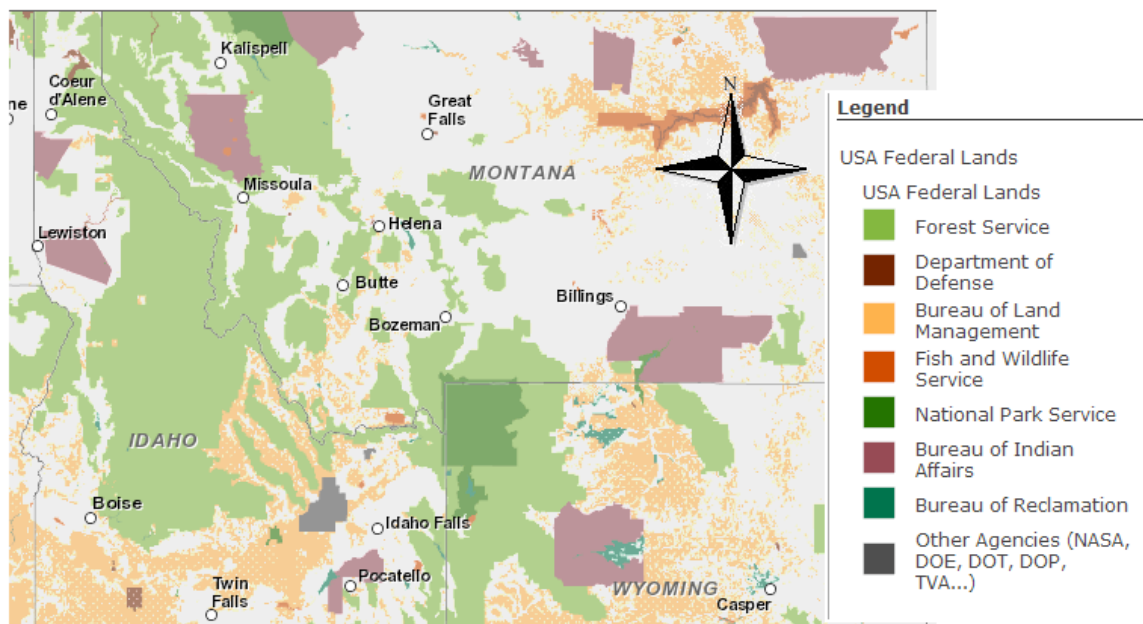 Kalispell
Coeur
d'Alene
ne
Great
Falls
N
MONTANA
Missoula
Lewiston
Helena
Butte
Billings
Bozeman
IDAHO
Boise
Idaho Falls
Pocatello
Twin
Falls
WYOMING
Casper
Legend
USA Federal Lands
USA Federal Lands
Forest Service
Department of
Defense
Bureau of Land
Management
Fish and Wildlife
Service
National Park Service
Bureau of Indian
Affairs
Bureau of Reclamation
Other Agencies (NASA,
DOE, DOT, DOP,
TVA...)